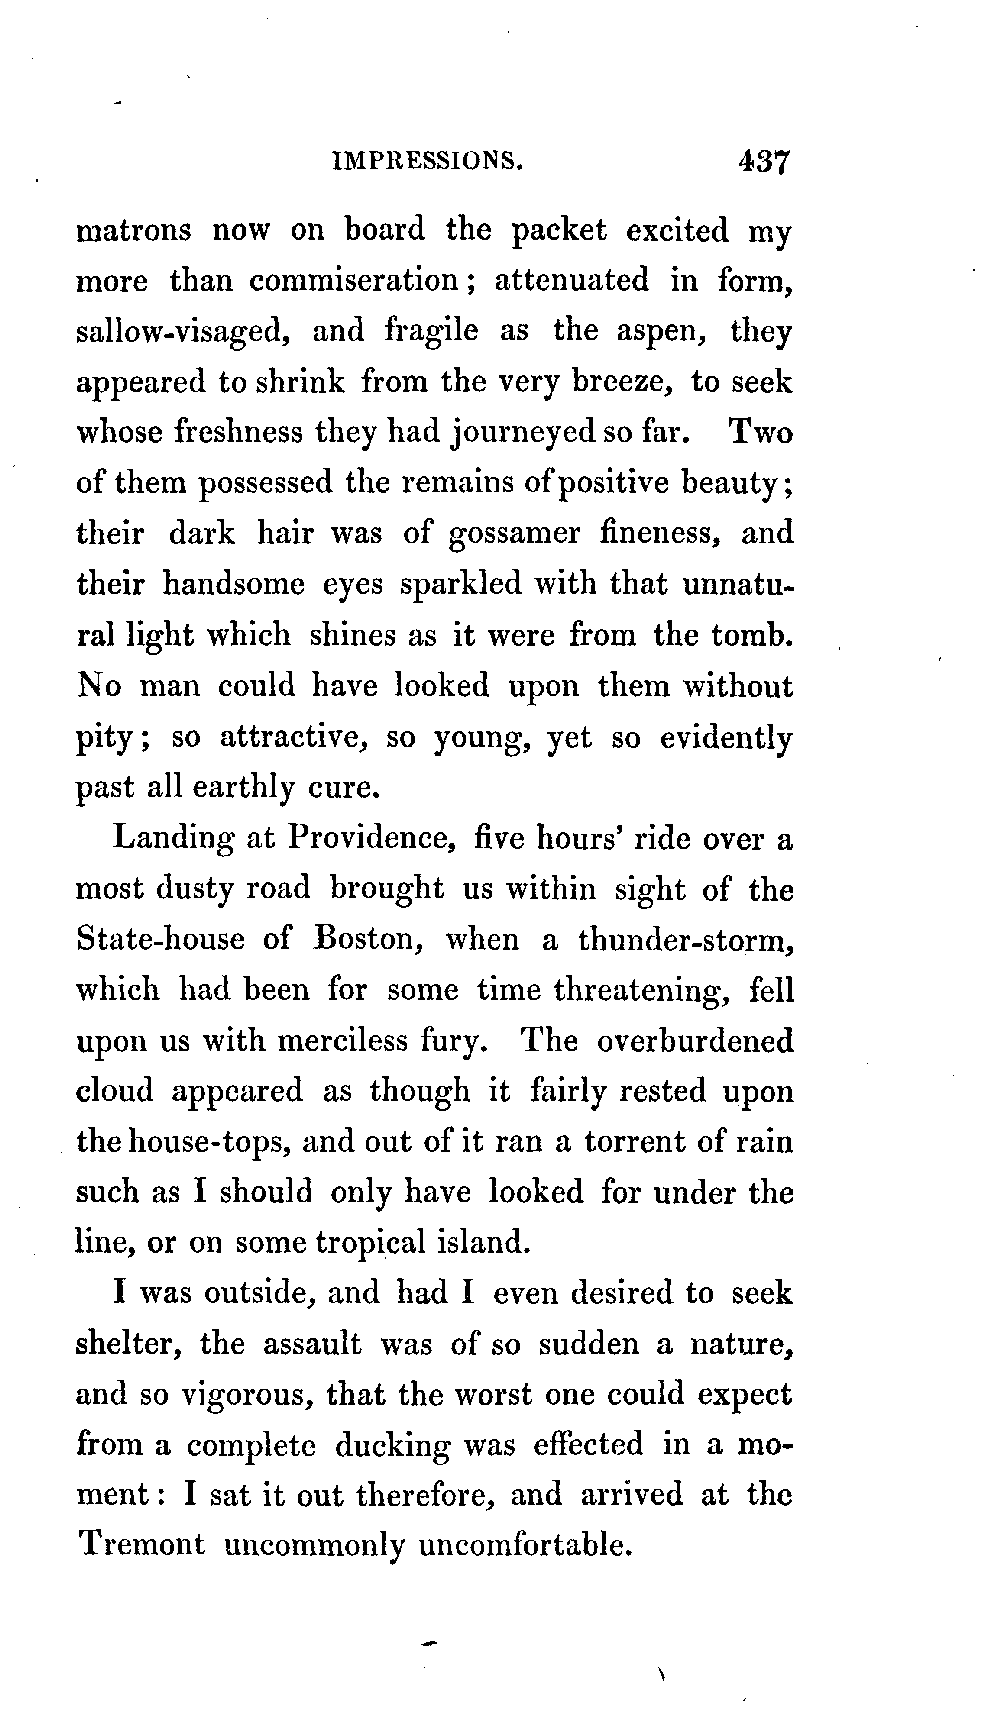 IMPRESSIONS. 437
matrons now on board the packet excited my
more than commiseration; attenuated in form,
sallow-visaged, and fragile as the aspen, they
appeared to shrink from the very breeze, to seek
whose freshness they had journeyed so far. Two
of them possessed the remains of positive beauty;
their dark hair was of gossamer fineness, and
their handsome eyes sparkled with that unnatu-
ral light which shines as it were from the tomb.
No man could have looked upon them without
pity; so attractive, so young, yet so evidently
past all earthly cure.
Landing at Providence, five hours' ride over a
most dusty road brought us within sight of the
State-house of Boston, when a thunder-storm,
which had been for some time threatening, fell
upon us with merciless fury. The overburdened
cloud appeared as though it fairly rested upon
the house-tops, and out of it ran a torrent of rain
such as I should only have looked for under the
line, or on some tropical island.
I was outside, and had I even desired to seek
shelter, the assault was of so sudden a nature,
and so vigorous, that the worst one could expect
from a complete ducking was effected in a mo-
ment: I sat it out therefore, and arrived at the
Tremont uncommonly uncomfortable.